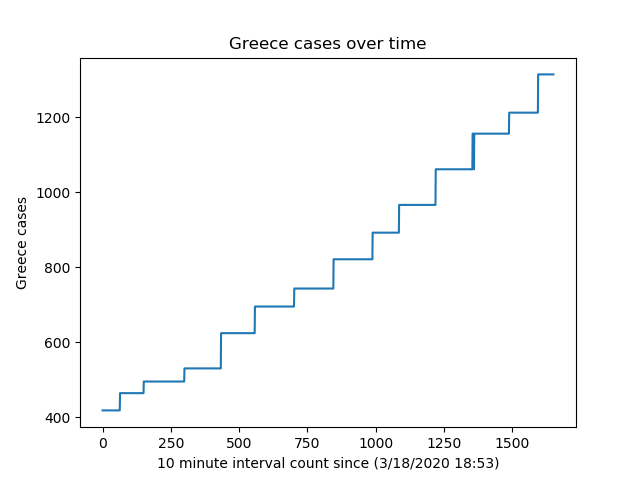 Greece cases over time
1200
1000
800
600
400
Greece cases
0 250 500 750 1000 1250 1500
10 minute interval count since (3/18/2020 18:53)